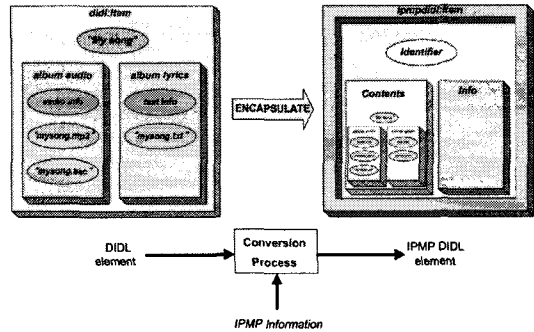 didl:Item
"My song"
album audio
album lyrics
audio info
text info
"mysong.mp3"
"mysong.txt"
"mysong.aac"
ENCAPSULATE
ipmpdidl:Item
Identifier
Contents
Info
DIDL
element
Conversion
Process
IPMP DIDL
element
IPMP Information